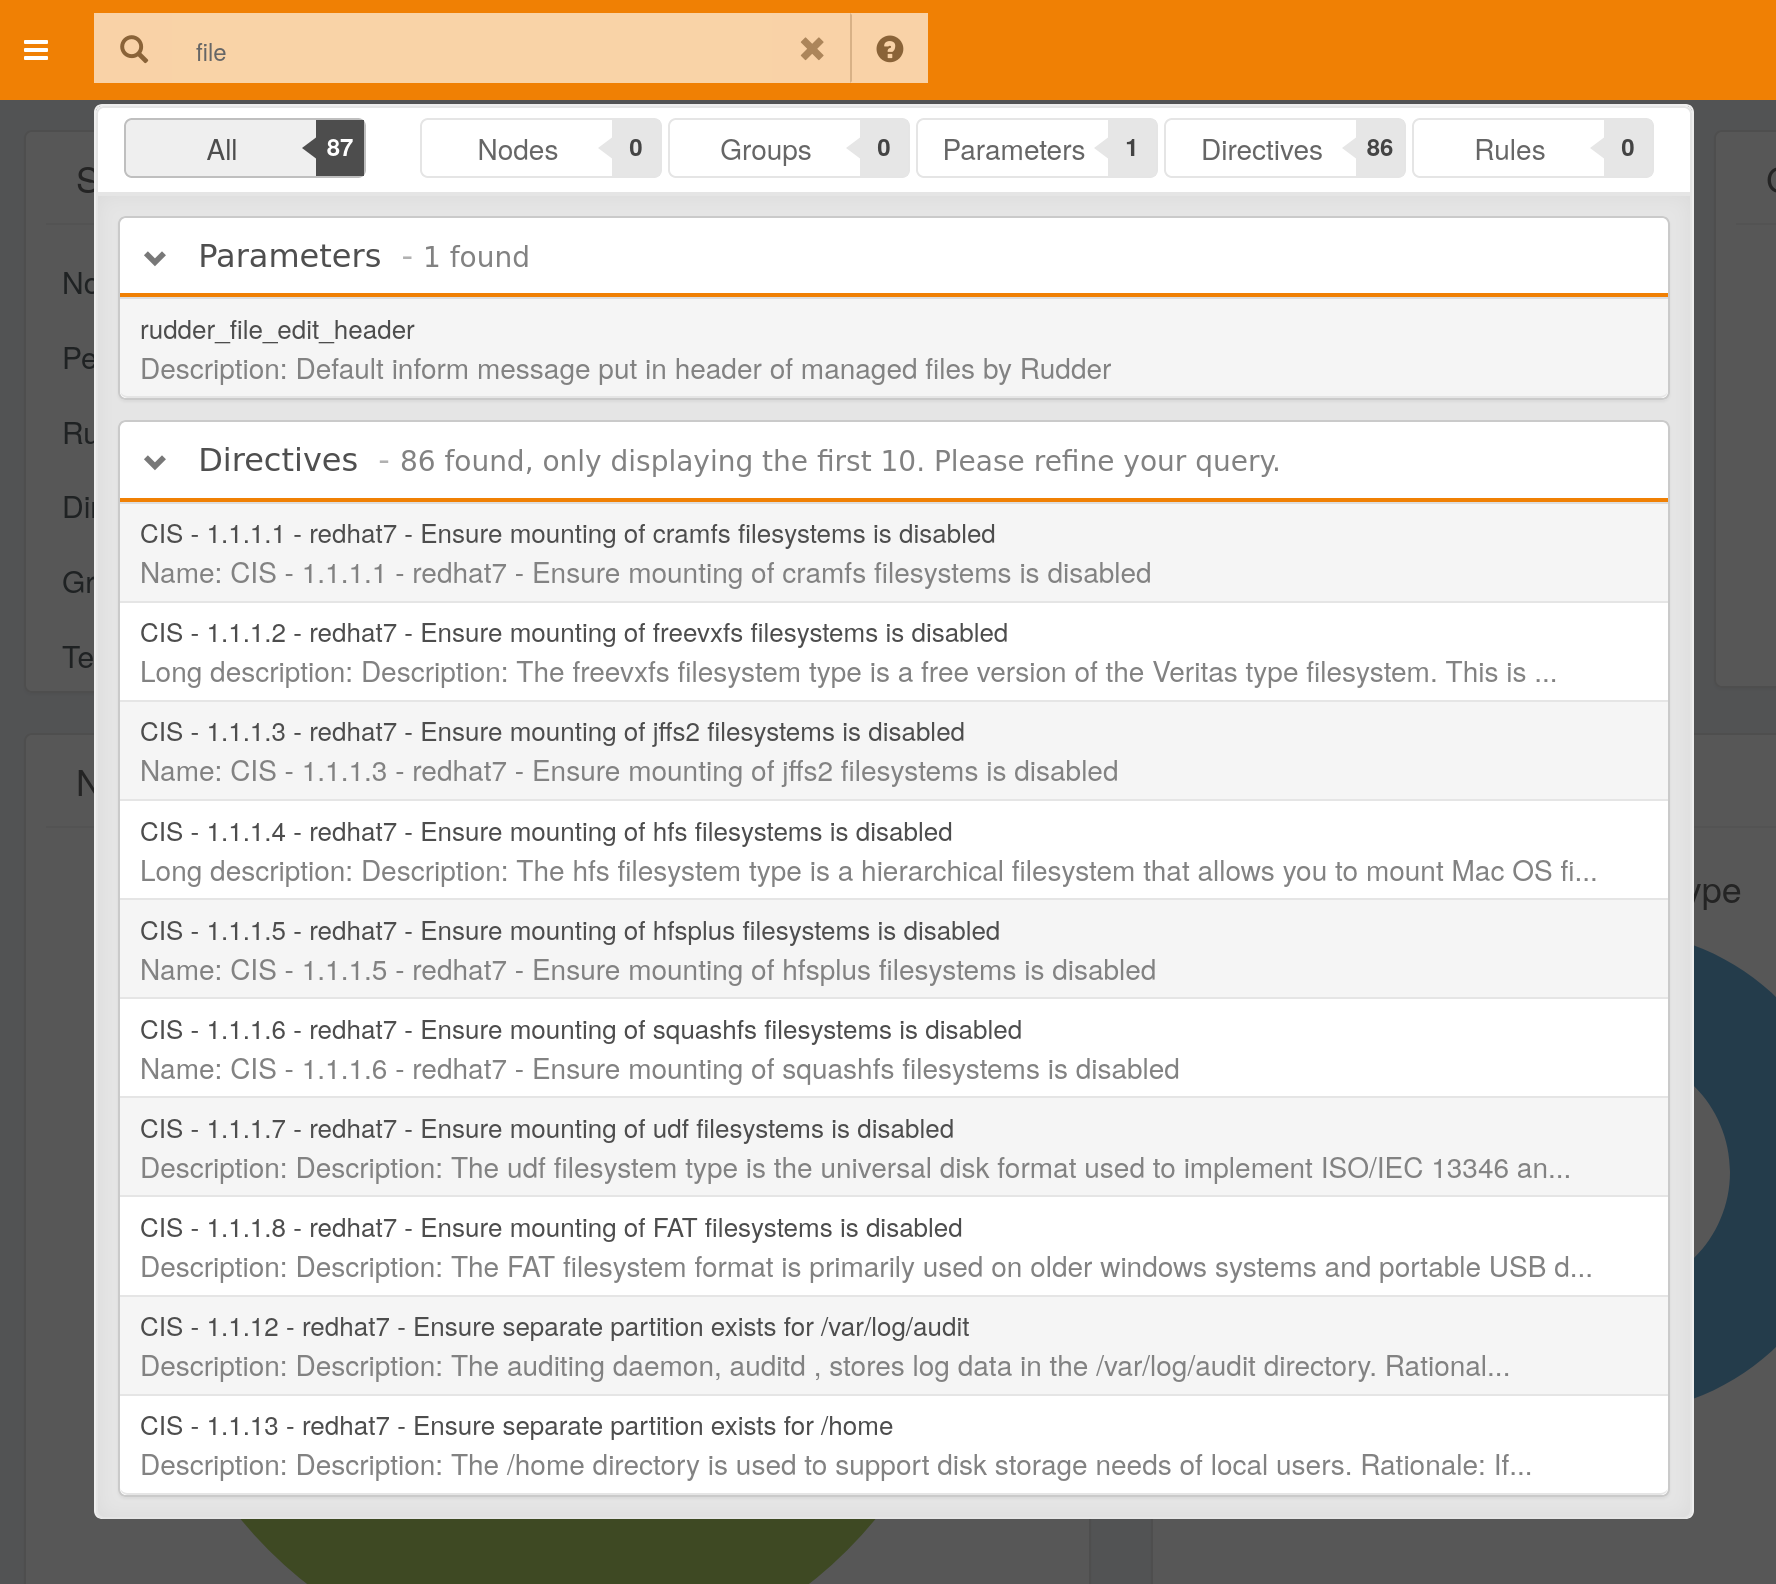 file
All 87 Nodes 0 Groups 0 Parameters 1 Directives 86 Rules 0
Parameters - 1 found
rudder_file_edit_header
Description: Default inform message put in header of managed files by Rudder
Directives - 86 found, only displaying the first 10. Please refine your query.
CIS - 1.1.1.1 - redhat7 - Ensure mounting of cramfs filesystems is disabled
Name: CIS - 1.1.1.1 - redhat7 - Ensure mounting of cramfs filesystems is disabled
CIS - 1.1.1.2 - redhat7 - Ensure mounting of freevxfs filesystems is disabled
Long description: Description: The freevxfs filesystem type is a free version of the Veritas type filesystem. This is ...
CIS - 1.1.1.3 - redhat7 - Ensure mounting of jffs2 filesystems is disabled
Name: CIS - 1.1.1.3 - redhat7 - Ensure mounting of jffs2 filesystems is disabled
CIS - 1.1.1.4 - redhat7 - Ensure mounting of hfs filesystems is disabled
Long description: Description: The hfs filesystem type is a hierarchical filesystem that allows you to mount Mac OS fi...
CIS - 1.1.1.5 - redhat7 - Ensure mounting of hfsplus filesystems is disabled
Name: CIS - 1.1.1.5 - redhat7 - Ensure mounting of hfsplus filesystems is disabled
CIS - 1.1.1.6 - redhat7 - Ensure mounting of squashfs filesystems is disabled
Name: CIS - 1.1.1.6 - redhat7 - Ensure mounting of squashfs filesystems is disabled
CIS - 1.1.1.7 - redhat7 - Ensure mounting of udf filesystems is disabled
Description: Description: The udf filesystem type is the universal disk format used to implement ISO/IEC 13346 an...
CIS - 1.1.1.8 - redhat7 - Ensure mounting of FAT filesystems is disabled
Description: Description: The FAT filesystem format is primarily used on older windows systems and portable USB d...
CIS - 1.1.12 - redhat7 - Ensure separate partition exists for /var/log/audit
Description: Description: The auditing daemon, auditd , stores log data in the /var/log/audit directory. Rational...
CIS - 1.1.13 - redhat7 - Ensure separate partition exists for /home
Description: Description: The /home directory is used to support disk storage needs of local users. Rationale: If...